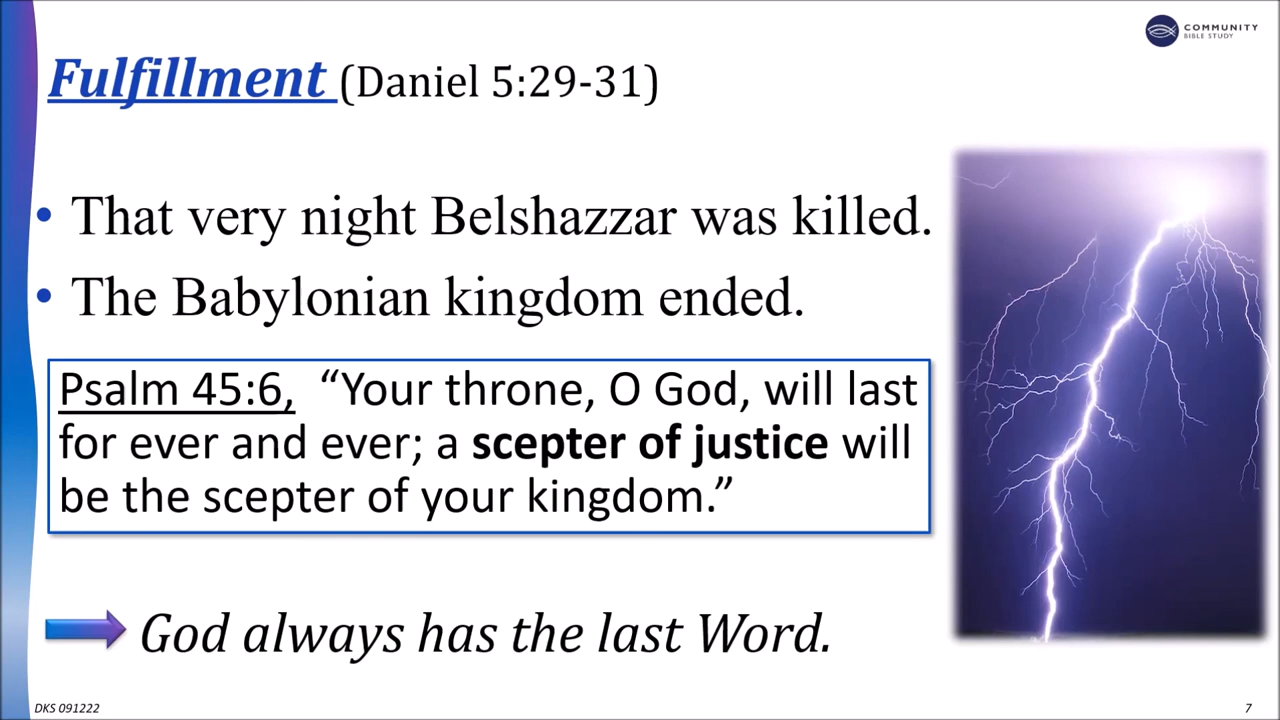 COMMUNITY
BIBLE STUDY
Fulfillment (Daniel 5:29-31)
• That very night Belshazzar was killed.
• The Babylonian kingdom ended.
Psalm 45:6, “Your throne, O God, will last
for ever and ever; a scepter of justice will
be the scepter of your kingdom.”
God always has the last Word.
DKS 091222
7